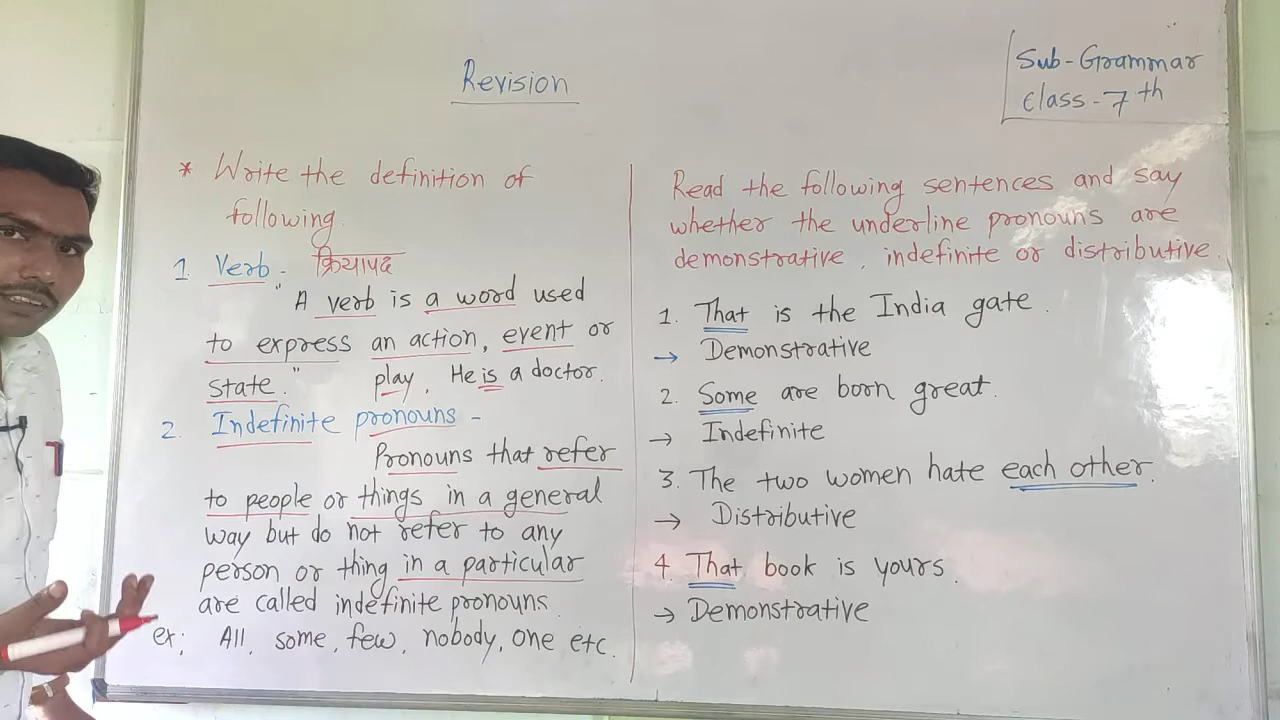 Revision
Sub-Grammar
Class-7th
* Write the definition of
following.
1. Verb - क्रियापद
"A verb is a word used
to express an action, event or
state." play. He is a doctor.
2. Indefinite pronouns -
Pronouns that refer
to people or things in a general
way but do not refer to any
person or thing in a particular
are called indefinite pronouns.
ex; All, some, few, nobody, one etc.
Read the following sentences and say
whether the underline pronouns are
demonstrative, indefinite or distributive.
1. That is the India gate.
→ Demonstrative
2. Some are born great.
→ Indefinite
3. The two women hate each other.
→ Distributive
4. That book is yours.
→ Demonstrative